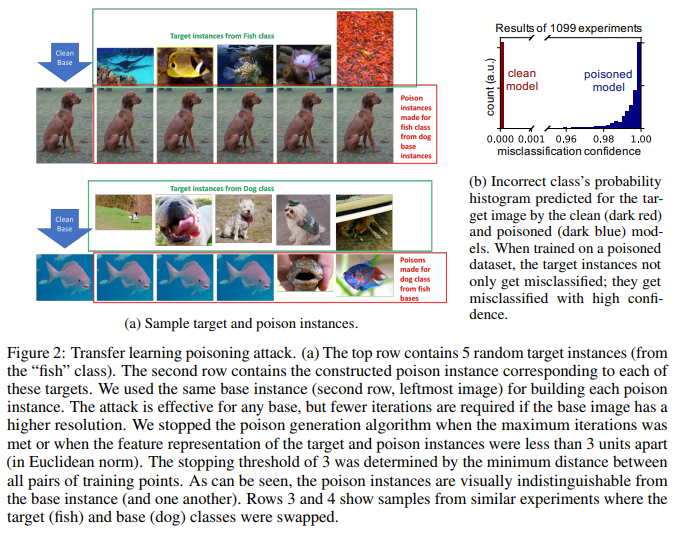 Target instances from Fish class
Clean
Base
Poison
instances
made for
fish class
from dog
base
instances
Target instances from Dog class
Clean
Base
Poisons
made for
dog class
from fish
bases
(a) Sample target and poison instances.
Results of 1099 experiments
count (a.u.)
clean
model
poisoned
model
0.000 0.001 0.96 0.98 1.00
misclassification confidence
(b) Incorrect class's probability
histogram predicted for the tar-
get image by the clean (dark red)
and poisoned (dark blue) mod-
els. When trained on a poisoned
dataset, the target instances not
only get misclassified; they get
misclassified with high confi-
dence.
Figure 2: Transfer learning poisoning attack. (a) The top row contains 5 random target instances (from
the “fish” class). The second row contains the constructed poison instance corresponding to each of
these targets. We used the same base instance (second row, leftmost image) for building each poison
instance. The attack is effective for any base, but fewer iterations are required if the base image has a
higher resolution. We stopped the poison generation algorithm when the maximum iterations was
met or when the feature representation of the target and poison instances were less than 3 units apart
(in Euclidean norm). The stopping threshold of 3 was determined by the minimum distance between
all pairs of training points. As can be seen, the poison instances are visually indistinguishable from
the base instance (and one another). Rows 3 and 4 show samples from similar experiments where the
target (fish) and base (dog) classes were swapped.